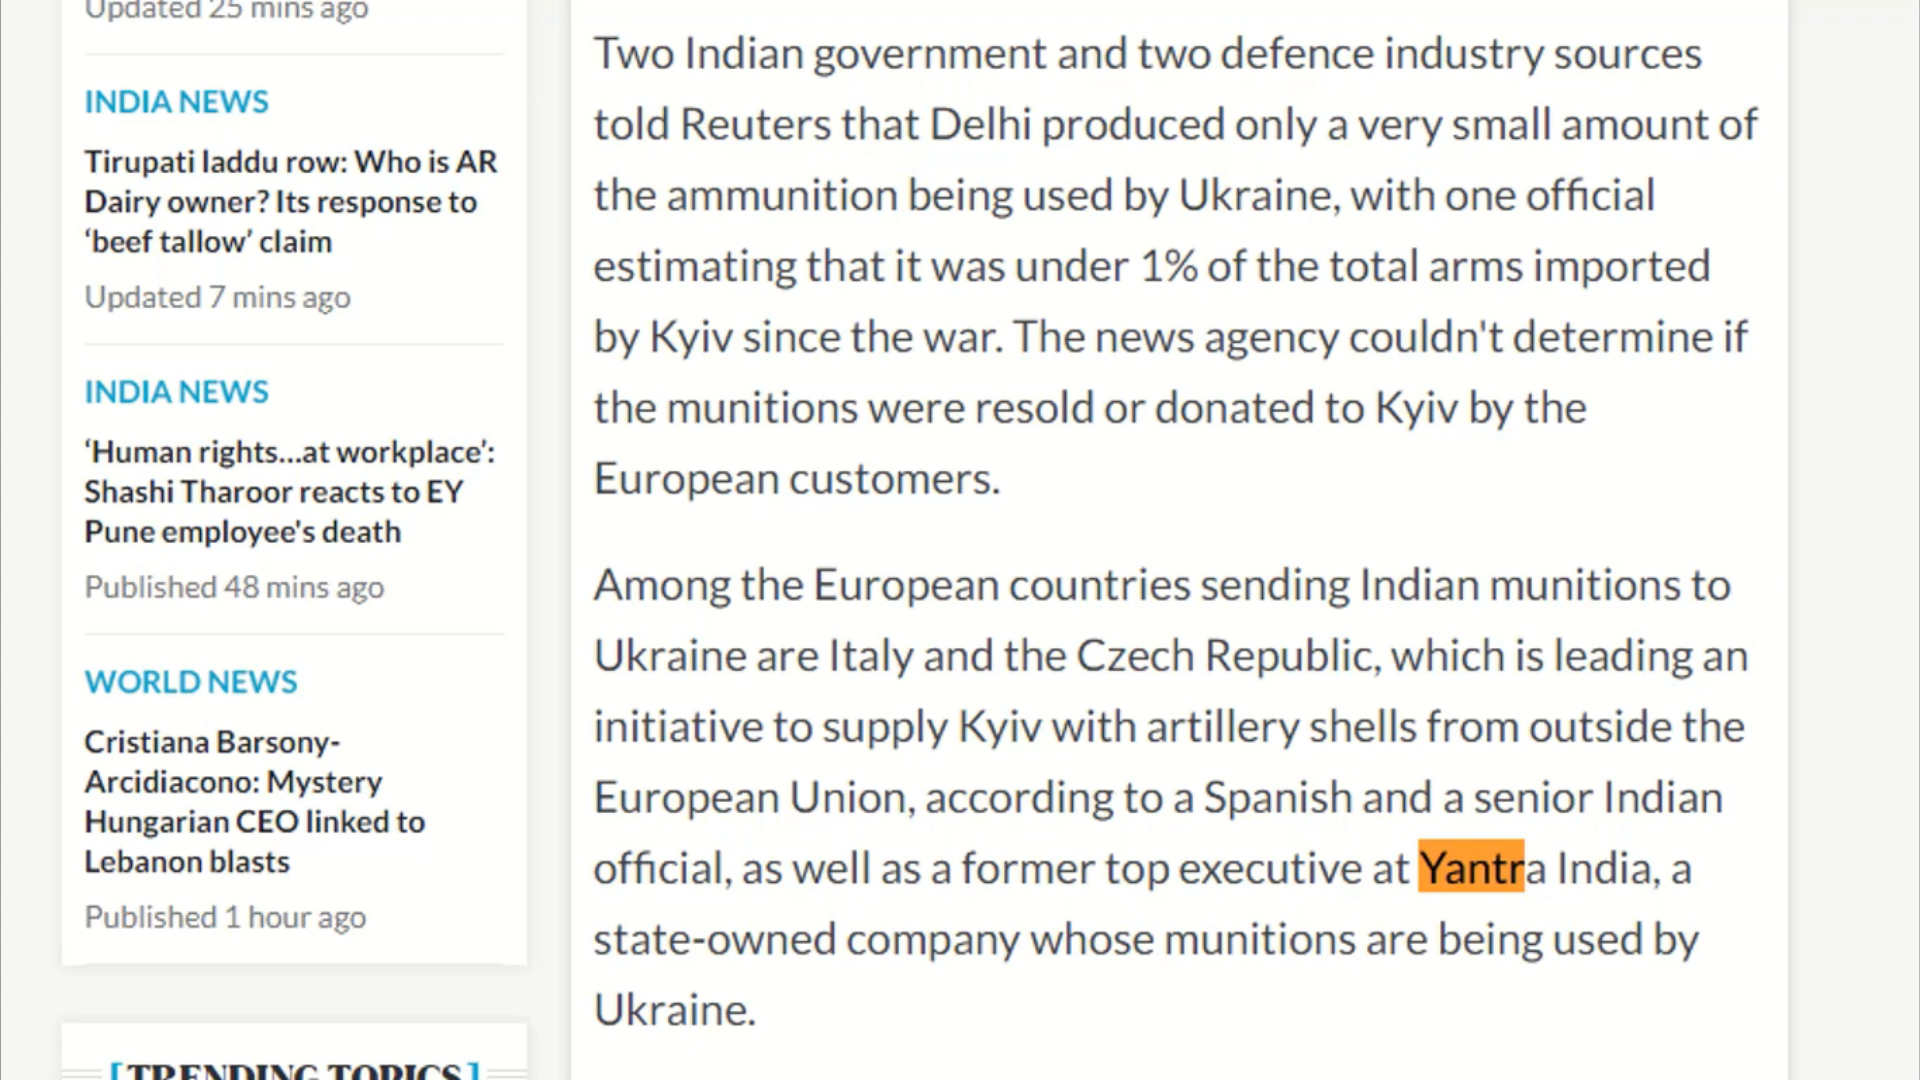 Updated 25 mins ago
INDIA NEWS
Tirupati laddu row: Who is AR
Dairy owner? Its response to
‘beef tallow’ claim
Updated 7 mins ago
INDIA NEWS
‘Human rights…at workplace’:
Shashi Tharoor reacts to EY
Pune employee's death
Published 48 mins ago
WORLD NEWS
Cristiana Barsony-
Arcidiacono: Mystery
Hungarian CEO linked to
Lebanon blasts
Published 1 hour ago
[TRENDING TOPICS]
Two Indian government and two defence industry sources
told Reuters that Delhi produced only a very small amount of
the ammunition being used by Ukraine, with one official
estimating that it was under 1% of the total arms imported
by Kyiv since the war. The news agency couldn't determine if
the munitions were resold or donated to Kyiv by the
European customers.
Among the European countries sending Indian munitions to
Ukraine are Italy and the Czech Republic, which is leading an
initiative to supply Kyiv with artillery shells from outside the
European Union, according to a Spanish and a senior Indian
official, as well as a former top executive at Yantra India, a
state-owned company whose munitions are being used by
Ukraine.